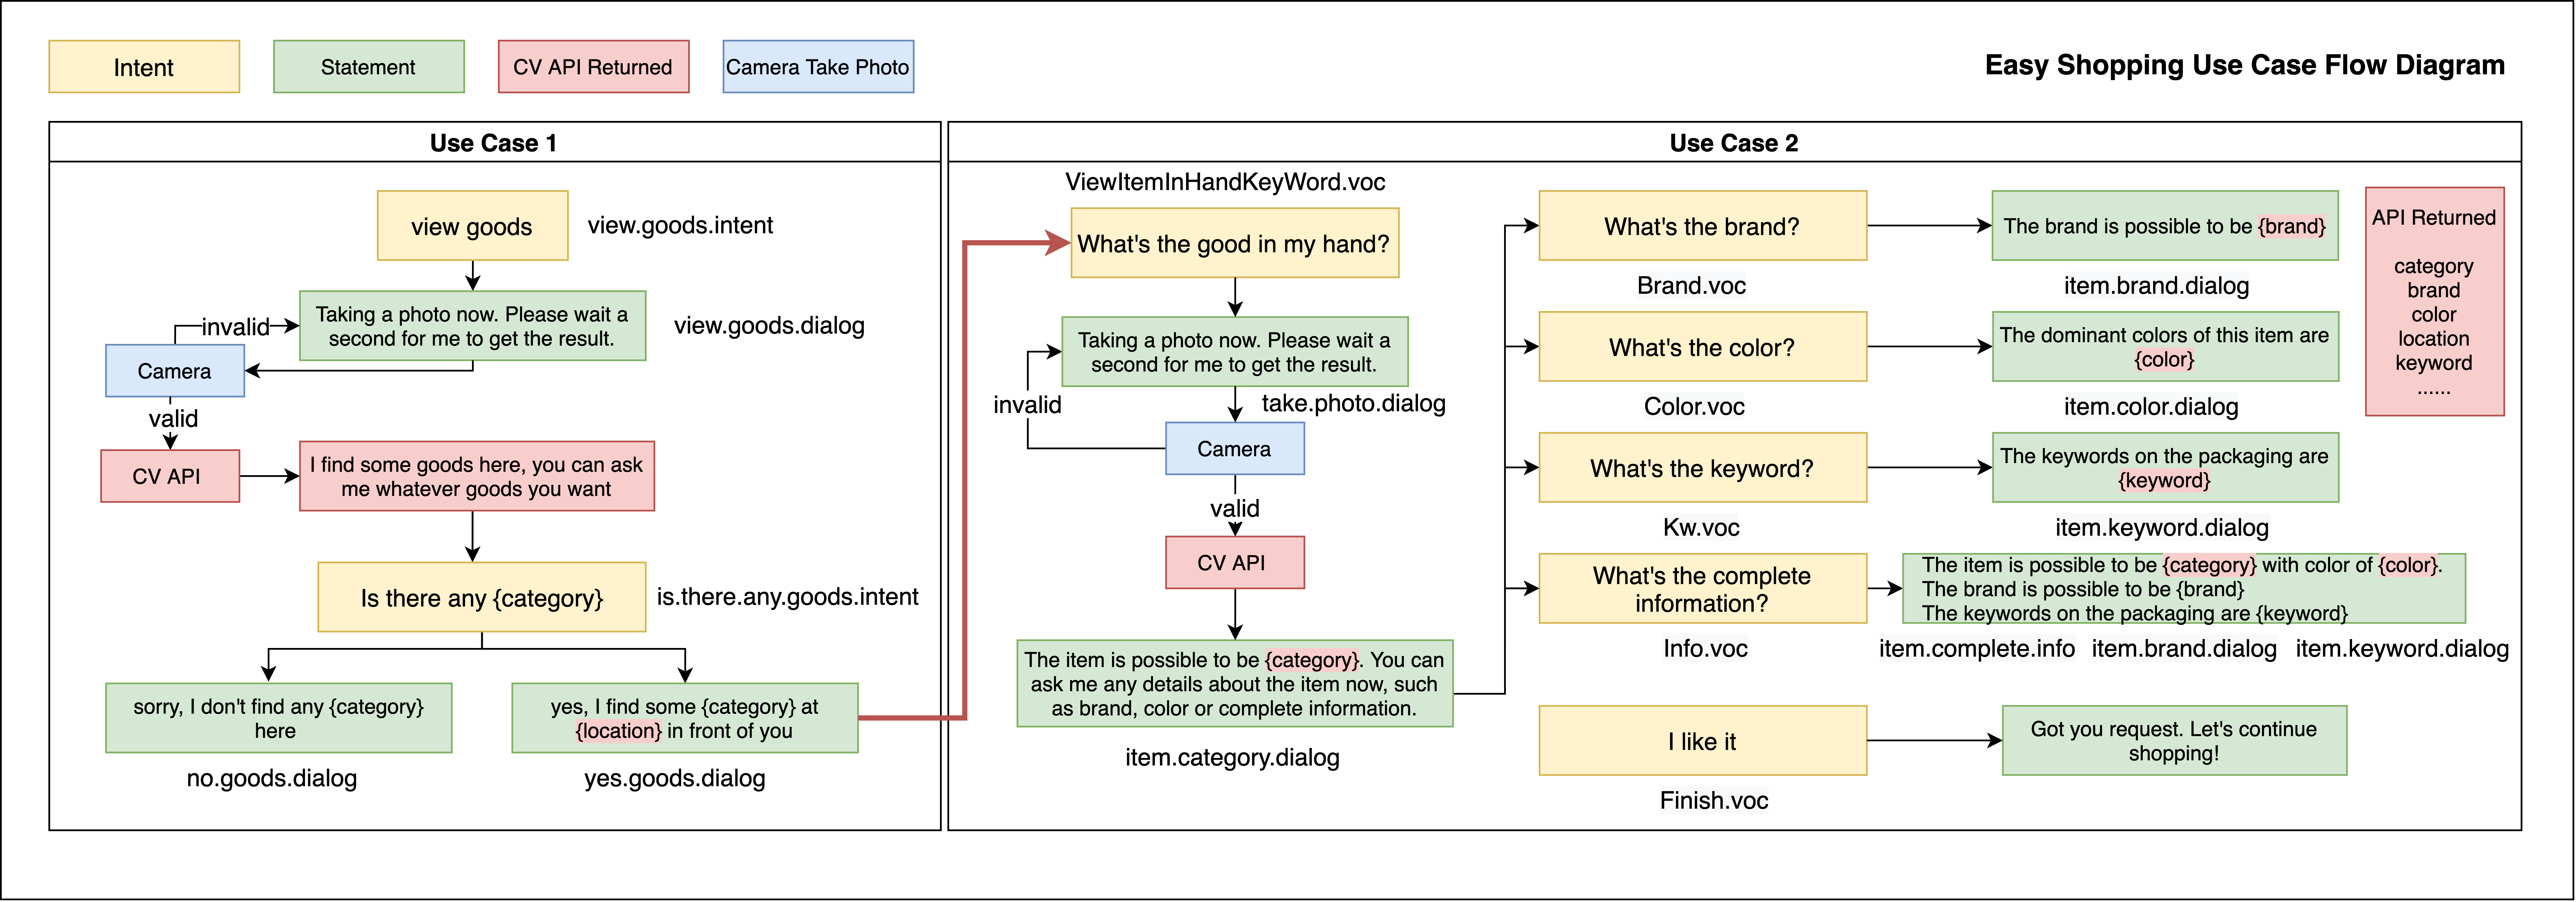 Intent
Statement
CV API Returned
Camera Take Photo
Easy Shopping Use Case Flow Diagram
Use Case 1
view goods
view.goods.intent
Taking a photo now. Please wait a
second for me to get the result.
view.goods.dialog
invalid
Camera
valid
CV API
I find some goods here, you can ask
me whatever goods you want
Is there any {category}
is.there.any.goods.intent
sorry, I don't find any {category}
here
no.goods.dialog
yes, I find some {category} at
{location} in front of you
yes.goods.dialog
Use Case 2
ViewItemInHandKeyWord.voc
What's the good in my hand?
Taking a photo now. Please wait a
second for me to get the result.
take.photo.dialog
invalid
Camera
valid
CV API
The item is possible to be {category}. You can
ask me any details about the item now, such
as brand, color or complete information.
item.category.dialog
What's the brand?
Brand.voc
The brand is possible to be {brand}
item.brand.dialog
What's the color?
Color.voc
The dominant colors of this item are
{color}
item.color.dialog
What's the keyword?
Kw.voc
The keywords on the packaging are
{keyword}
item.keyword.dialog
What's the complete
information?
Info.voc
The item is possible to be {category} with color of {color}.
The brand is possible to be {brand}
The keywords on the packaging are {keyword}
item.complete.info item.brand.dialog item.keyword.dialog
I like it
Finish.voc
Got you request. Let's continue
shopping!
API Returned
category
brand
color
location
keyword
......